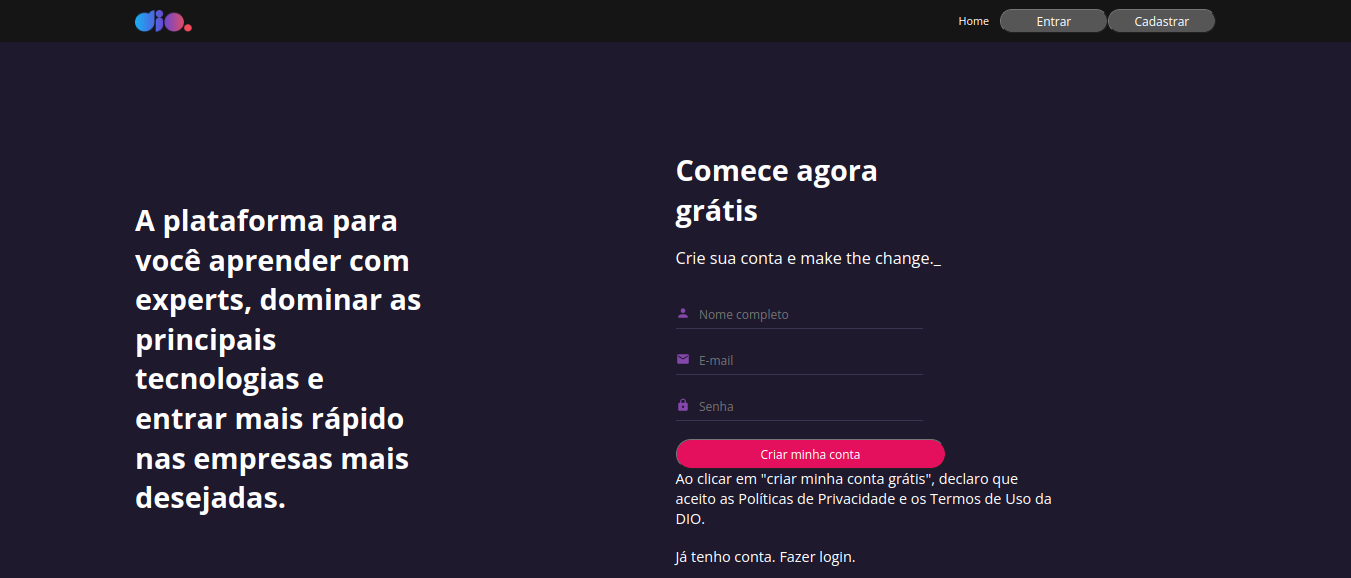 dio.
Home
Entrar
Cadastrar
A plataforma para
você aprender com
experts, dominar as
principais
tecnologias e
entrar mais rápido
nas empresas mais
desejadas.
Comece agora
grátis
Crie sua conta e make the change._
Nome completo
E-mail
Senha
Criar minha conta
Ao clicar em "criar minha conta grátis", declaro que
aceito as Políticas de Privacidade e os Termos de Uso da
DIO.
Já tenho conta. Fazer login.